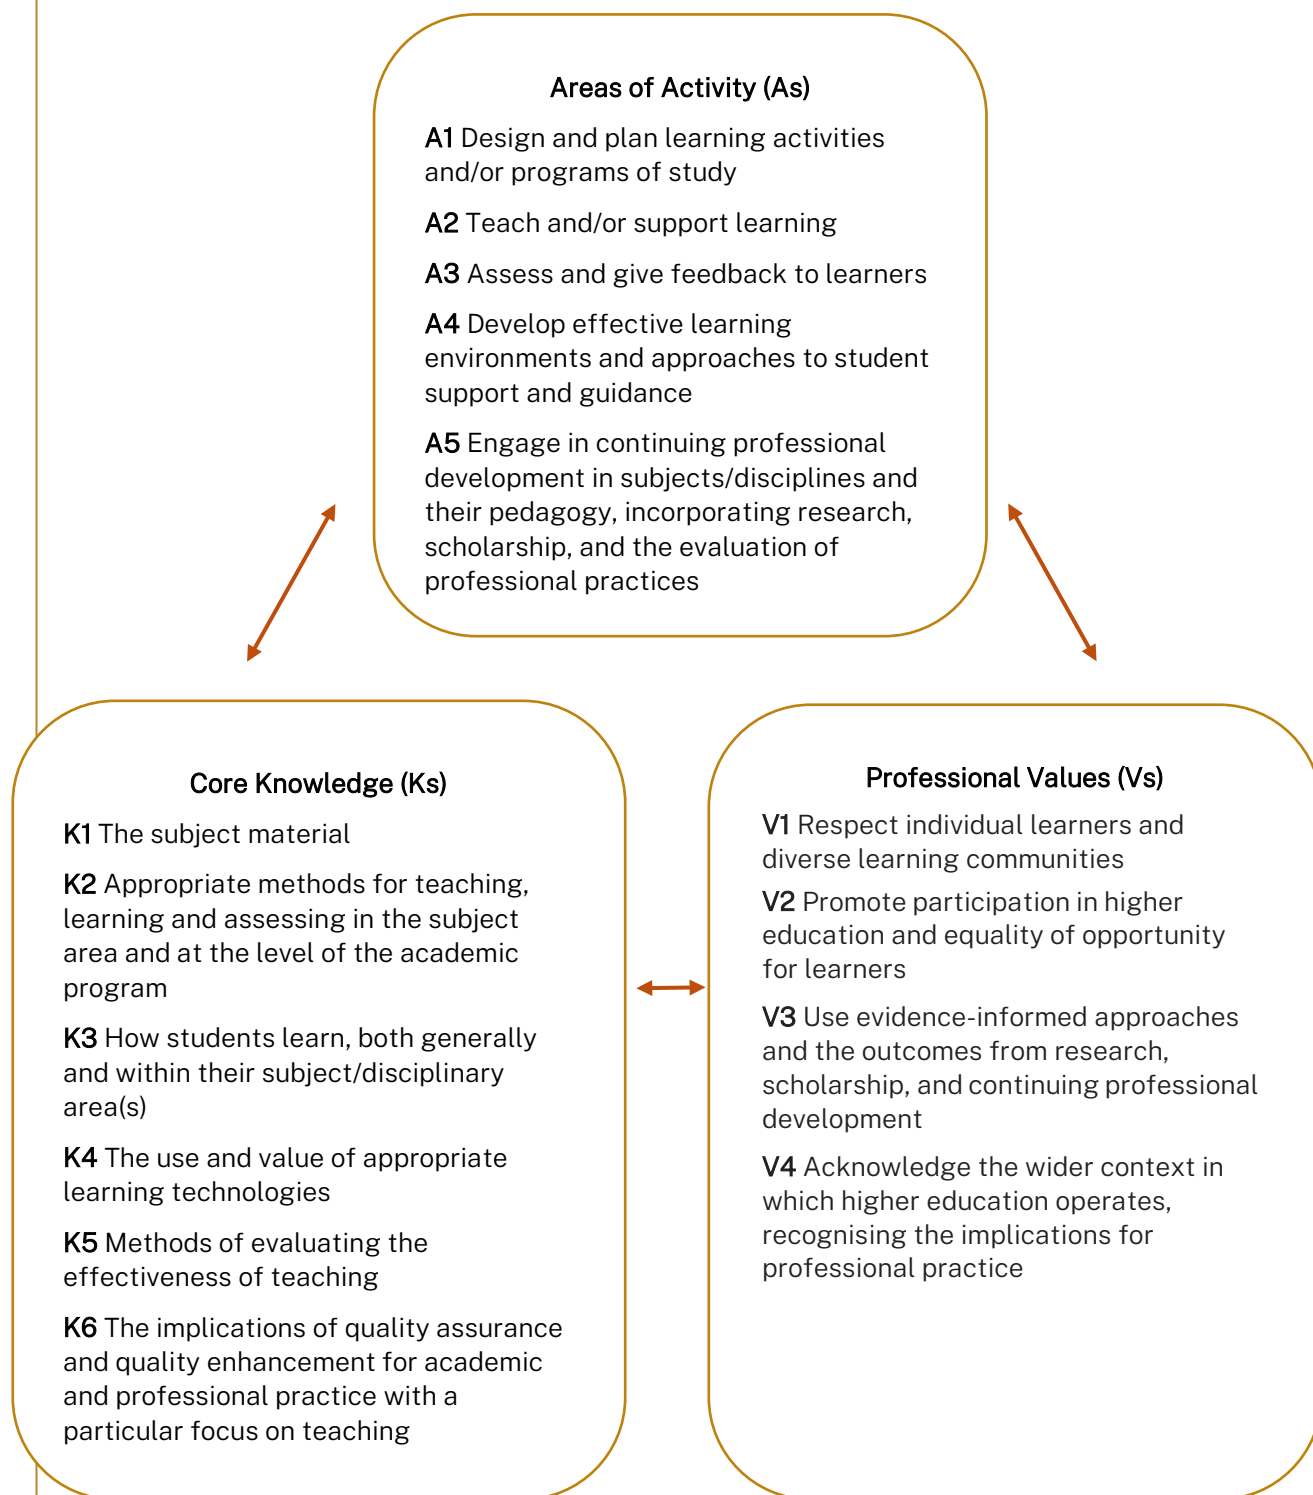 Areas of Activity (As)
A1 Design and plan learning activities
and/or programs of study
A2 Teach and/or support learning
A3 Assess and give feedback to learners
A4 Develop effective learning
environments and approaches to student
support and guidance
A5 Engage in continuing professional
development in subjects/disciplines and
their pedagogy, incorporating research,
scholarship, and the evaluation of
professional practices
Core Knowledge (Ks)
K1 The subject material
K2 Appropriate methods for teaching,
learning and assessing in the subject
area and at the level of the academic
program
K3 How students learn, both generally
and within their subject/disciplinary
area(s)
K4 The use and value of appropriate
learning technologies
K5 Methods of evaluating the
effectiveness of teaching
K6 The implications of quality assurance
and quality enhancement for academic
and professional practice with a
particular focus on teaching
Professional Values (Vs)
V1 Respect individual learners and
diverse learning communities
V2 Promote participation in higher
education and equality of opportunity
for learners
V3 Use evidence-informed approaches
and the outcomes from research,
scholarship, and continuing professional
development
V4 Acknowledge the wider context in
which higher education operates,
recognising the implications for
professional practice